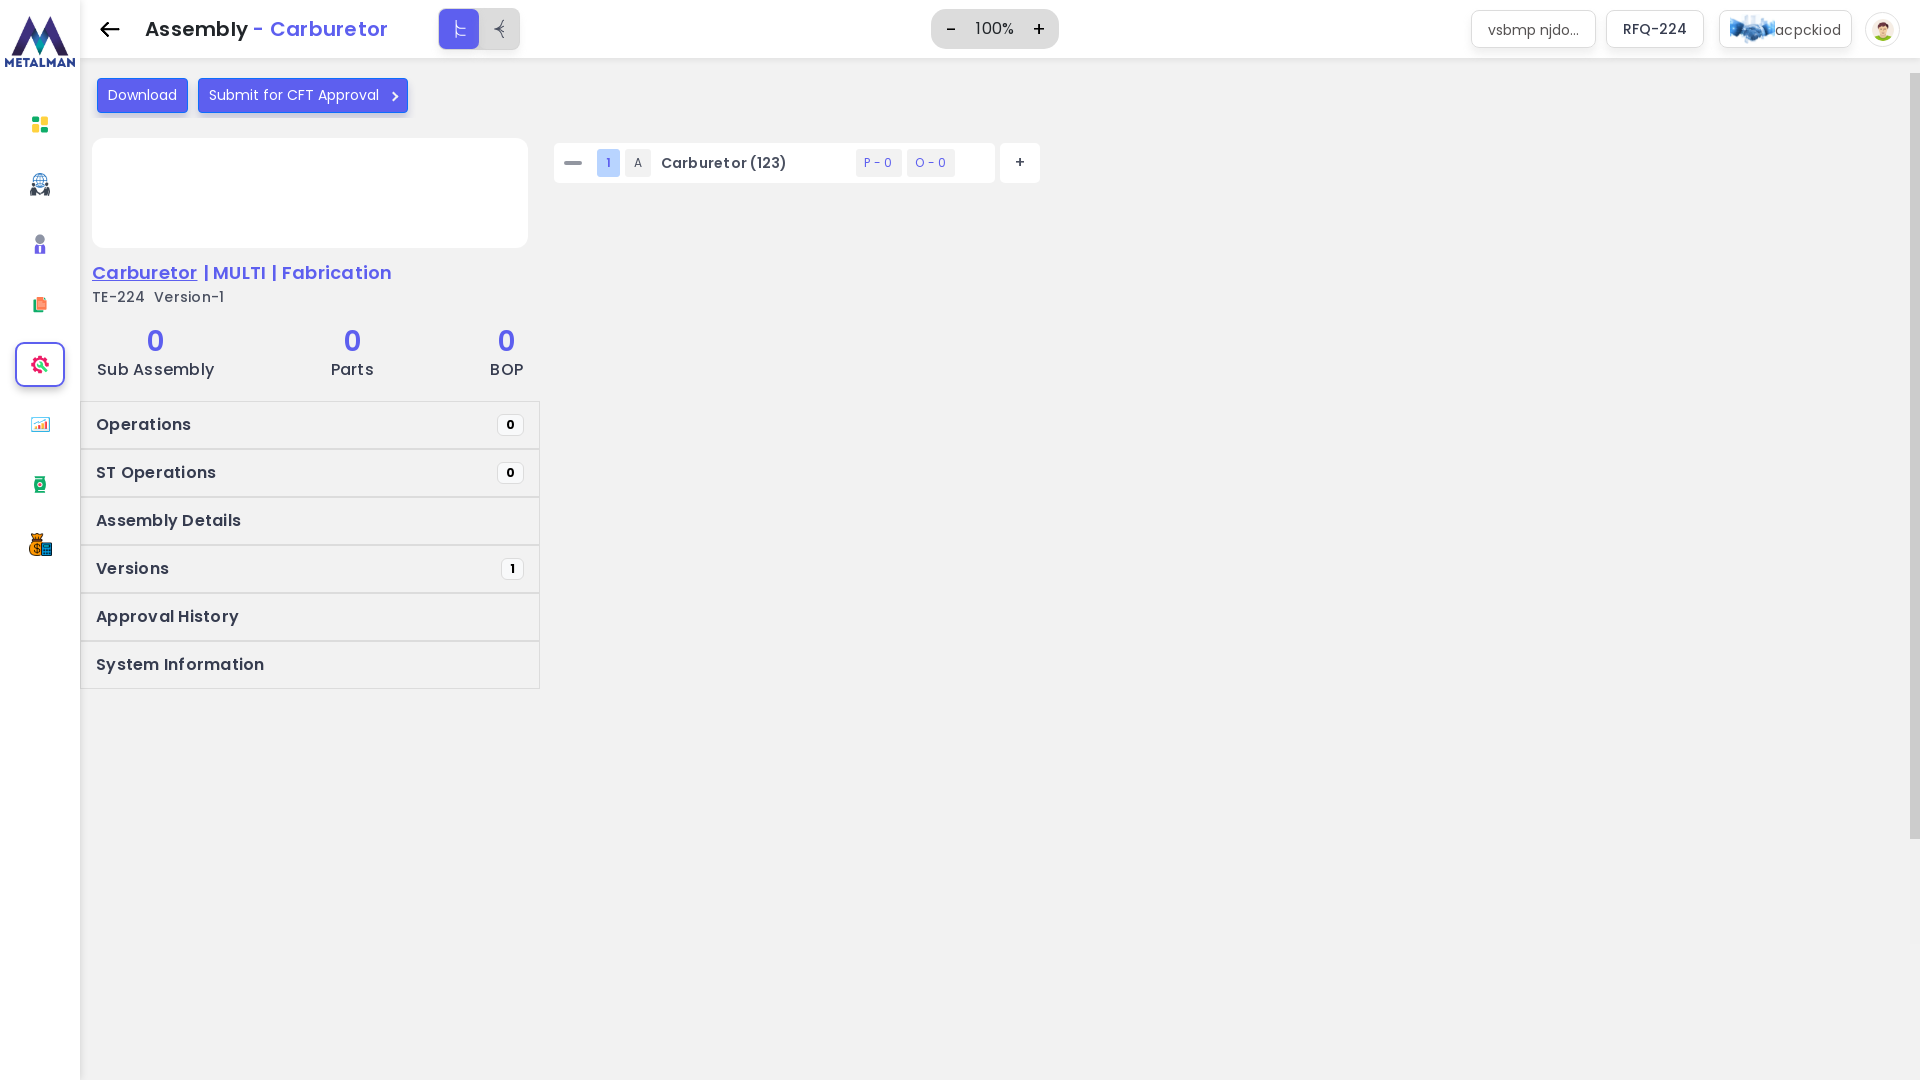 METALMAN
Assembly - Carburetor
- 100% +
vsbmp njdo...
RFQ-224
acpckiod
Download
Submit for CFT Approval
1 A Carburetor (123) P - 0 O - 0 +
Carburetor | MULTI | Fabrication
TE-224 Version-1
0 0 0
Sub Assembly Parts BOP
Operations 0
ST Operations 0
Assembly Details
Versions 1
Approval History
System Information